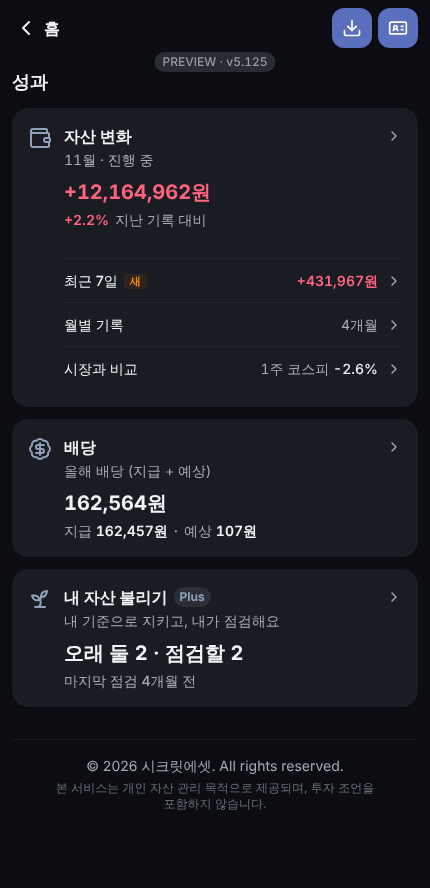 홈
PREVIEW · v5.125
성과
자산 변화
11월 · 진행 중
+12,164,962원
+2.2% 지난 기록 대비
최근 7일 새 +431,967원
월별 기록 4개월
시장과 비교 1주 코스피 -2.6%
배당
올해 배당 (지급 + 예상)
162,564원
지급 162,457원 · 예상 107원
내 자산 불리기 Plus
내 기준으로 지키고, 내가 점검해요
오래 둘 2 · 점검할 2
마지막 점검 4개월 전
© 2026 시크릿에셋. All rights reserved.
본 서비스는 개인 자산 관리 목적으로 제공되며, 투자 조언을
포함하지 않습니다.